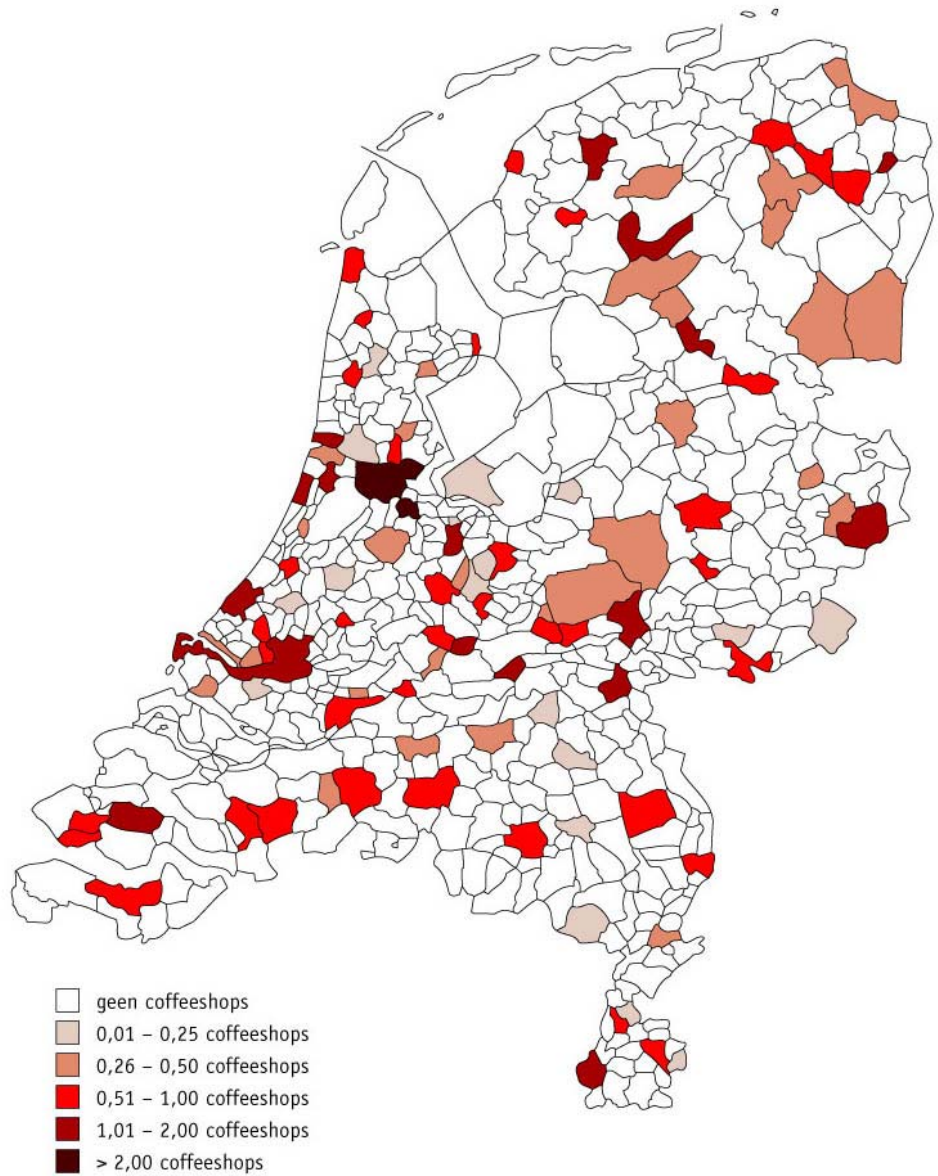 geen coffeeshops
0,01 – 0,25 coffeeshops
0,26 – 0,50 coffeeshops
0,51 – 1,00 coffeeshops
1,01 – 2,00 coffeeshops
> 2,00 coffeeshops